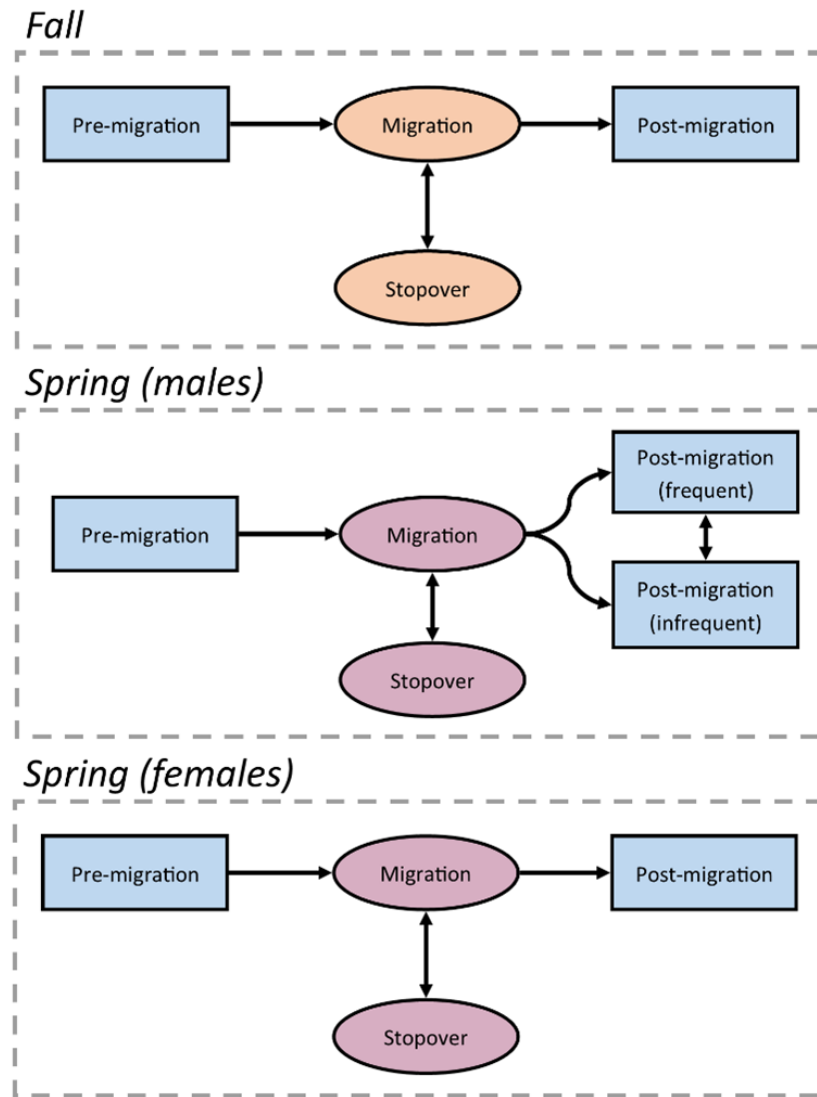 Fall
Pre-migration
Migration
Post-migration
Stopover
Spring (males)
Pre-migration
Migration
Post-migration
(frequent)
Post-migration
(infrequent)
Stopover
Spring (females)
Pre-migration
Migration
Post-migration
Stopover